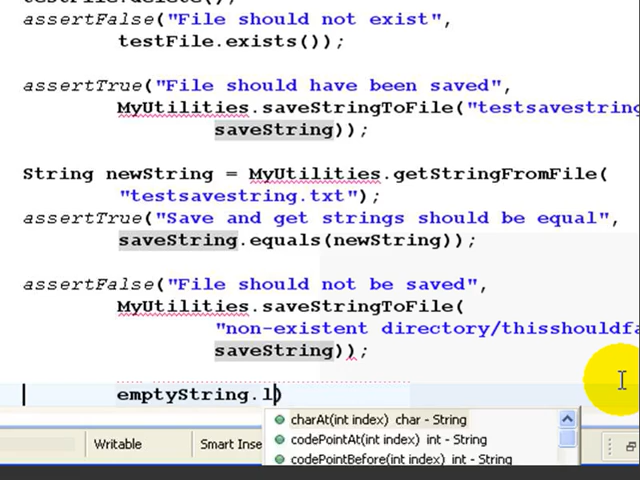 assertFalse("File should not exist",
testFile.exists());
assertTrue("File should have been saved",
MyUtilities.saveStringToFile("testsavestring
saveString));
String newString = MyUtilities.getStringFromFile(
"testsavestring.txt");
assertTrue("Save and get strings should be equal",
saveString.equals(newString));
assertFalse("File should not be saved",
MyUtilities.saveStringToFile(
"non-existent directory/thisshouldfa
saveString));
emptyString.l)
charAt(int index) char - String
codePointAt(int index) int - String
codePointBefore(int index) int - String
Writable
Smart Inse